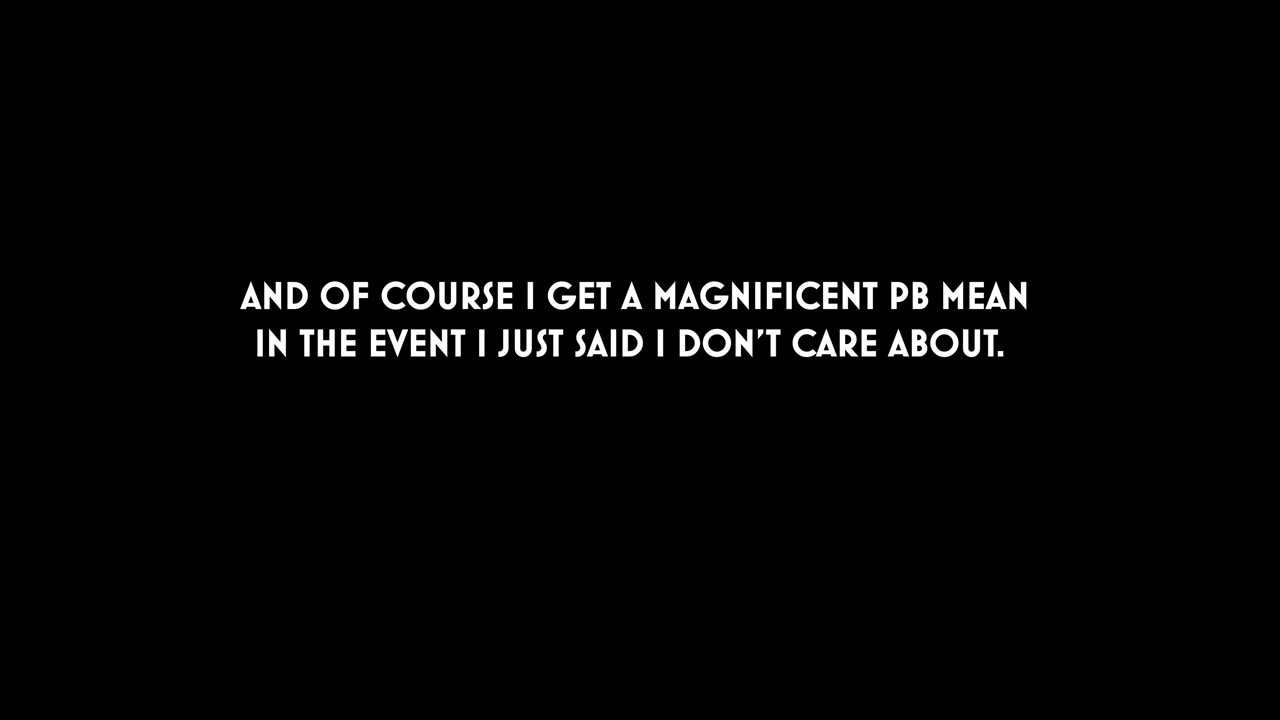 AND OF COURSE I GET A MAGNIFICENT PB MEAN
IN THE EVENT I JUST SAID I DON'T CARE ABOUT.